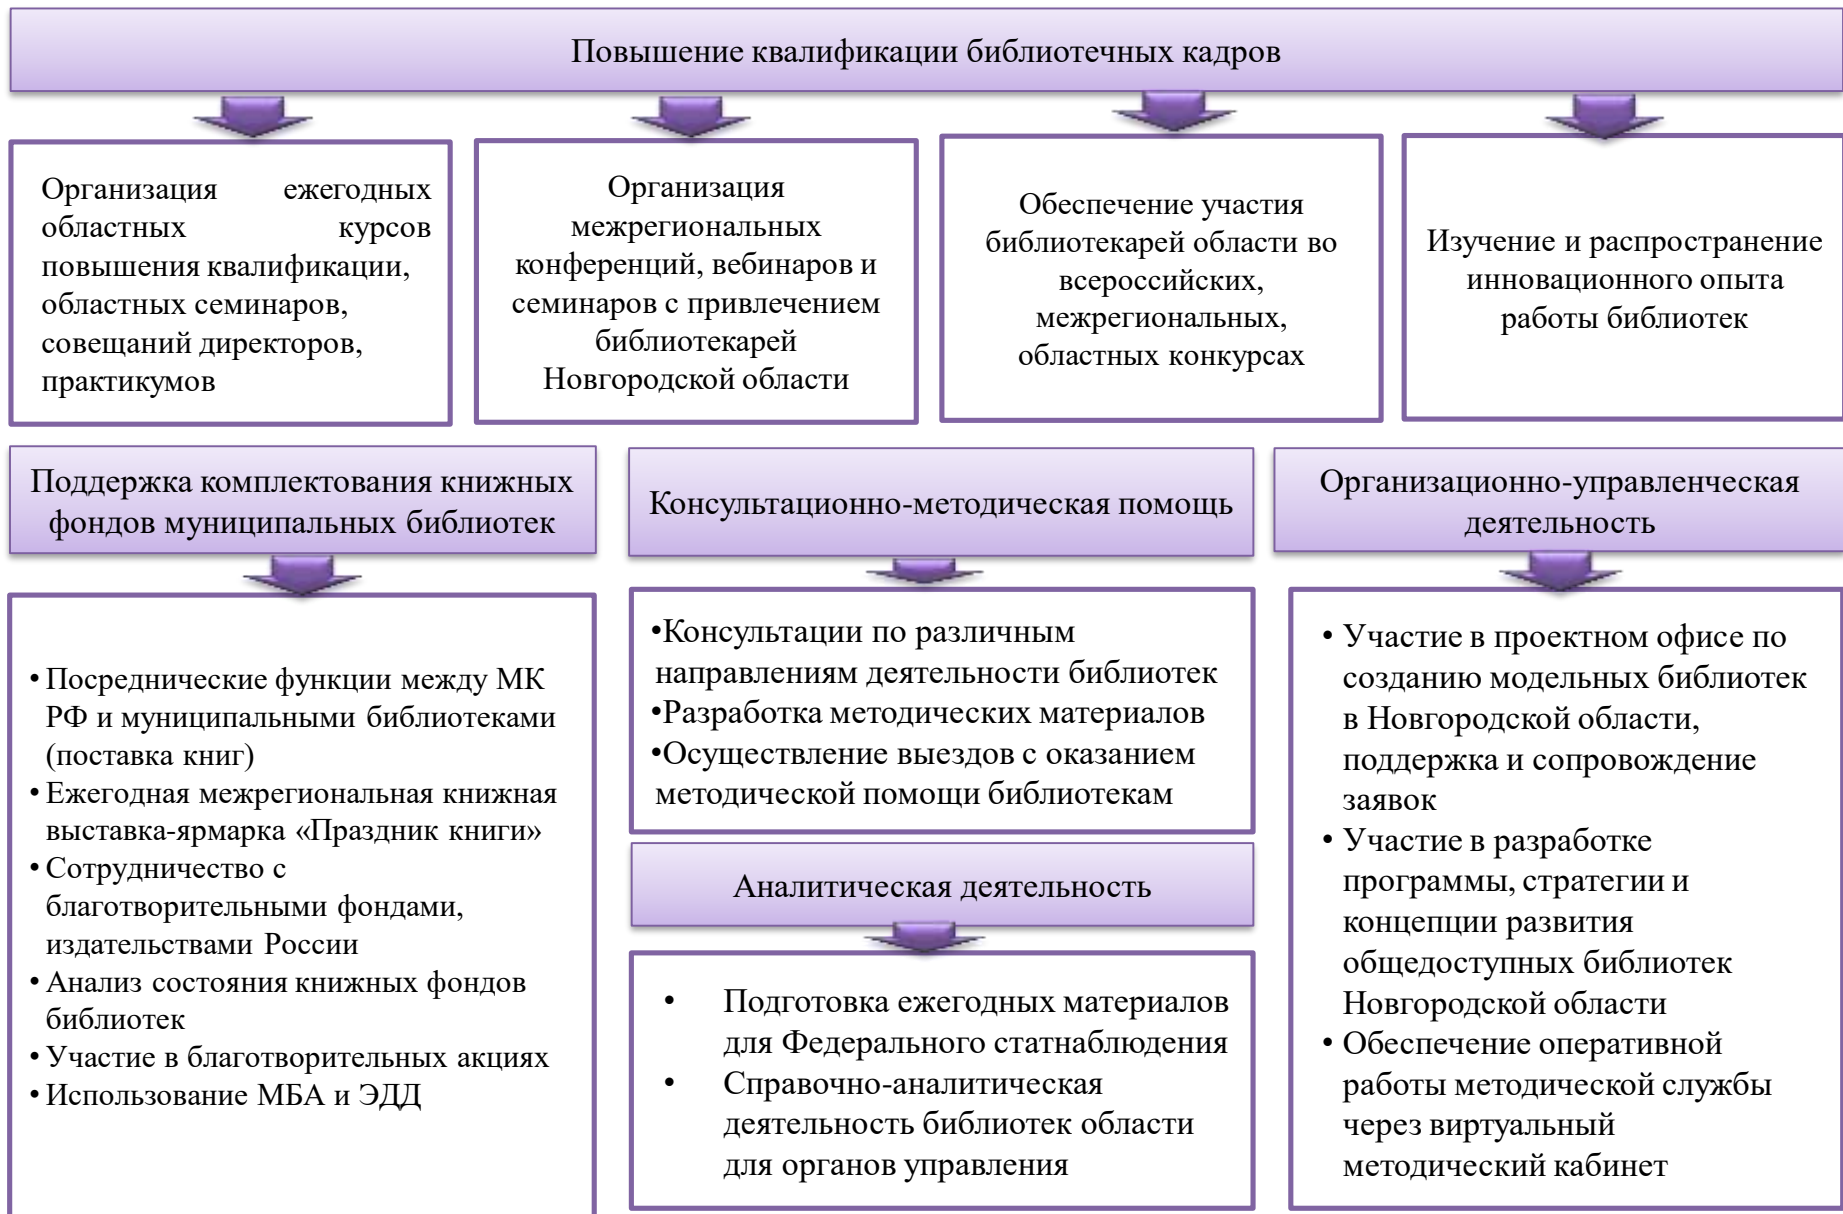 Повышение квалификации библиотечных кадров
Организация ежегодных
областных курсов
повышения квалификации,
областных семинаров,
совещаний директоров,
практикумов
Организация
межрегиональных
конференций, вебинаров и
семинаров с привлечением
библиотекарей
Новгородской области
Обеспечение участия
библиотекарей области во
всероссийских,
межрегиональных,
областных конкурсах
Изучение и распространение
инновационного опыта
работы библиотек
Поддержка комплектования книжных
фондов муниципальных библиотек
• Посреднические функции между МК
РФ и муниципальными библиотеками
(поставка книг)
• Ежегодная межрегиональная книжная
выставка-ярмарка «Праздник книги»
• Сотрудничество с
благотворительными фондами,
издательствами России
• Анализ состояния книжных фондов
библиотек
• Участие в благотворительных акциях
• Использование МБА и ЭДД
Консультационно-методическая помощь
•Консультации по различным
направлениям деятельности библиотек
•Разработка методических материалов
•Осуществление выездов с оказанием
методической помощи библиотекам
Аналитическая деятельность
• Подготовка ежегодных материалов
для Федерального статнаблюдения
• Справочно-аналитическая
деятельность библиотек области
для органов управления
Организационно-управленческая
деятельность
• Участие в проектном офисе по
созданию модельных библиотек
в Новгородской области,
поддержка и сопровождение
заявок
• Участие в разработке
программы, стратегии и
концепции развития
общедоступных библиотек
Новгородской области
• Обеспечение оперативной
работы методической службы
через виртуальный
методический кабинет